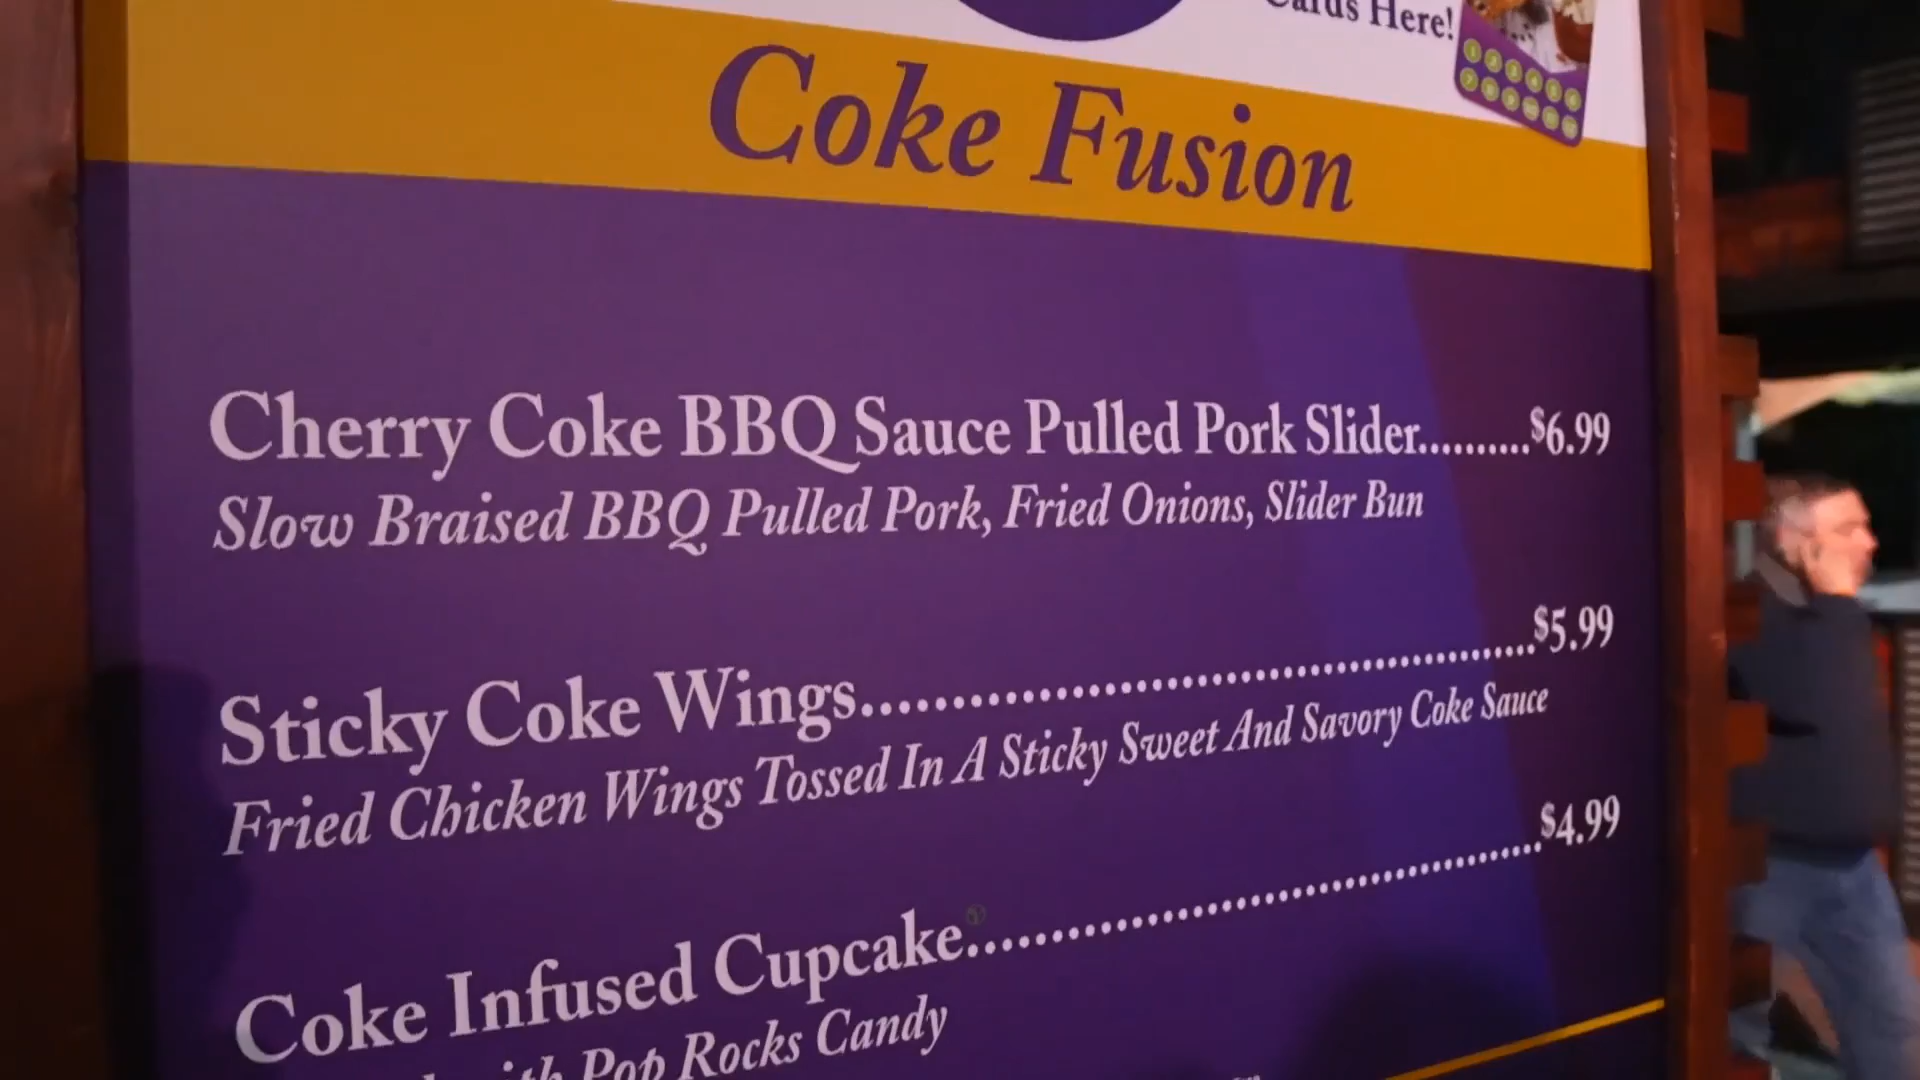 Cards Here!
Coke Fusion
Cherry Coke BBQ Sauce Pulled Pork Slider..........$6.99
Slow Braised BBQ Pulled Pork, Fried Onions, Slider Bun
Sticky Coke Wings..................................................$5.99
Fried Chicken Wings Tossed In A Sticky Sweet And Savory Coke Sauce
Coke Infused Cupcake..................................................$4.99
with Pop Rocks Candy